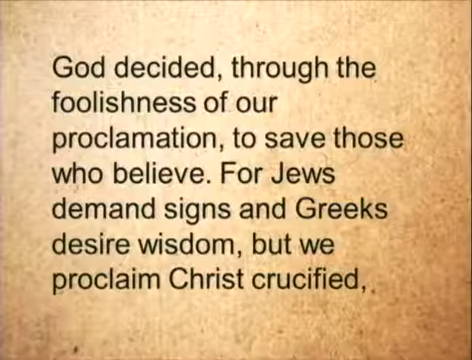 God decided, through the
foolishness of our
proclamation, to save those
who believe. For Jews
demand signs and Greeks
desire wisdom, but we
proclaim Christ crucified,